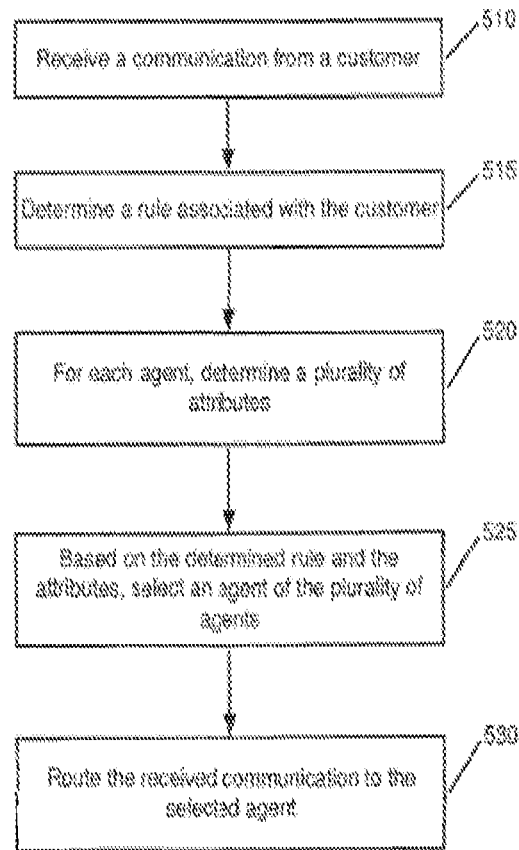 510
Receive a communication from a customer
515
Determine a rule associated with the customer
520
For each agent, determine a plurality of
attributes
525
Based on the determined rule and the
attributes, select an agent of the plurality of
agents
530
Route the received communication to the
selected agent